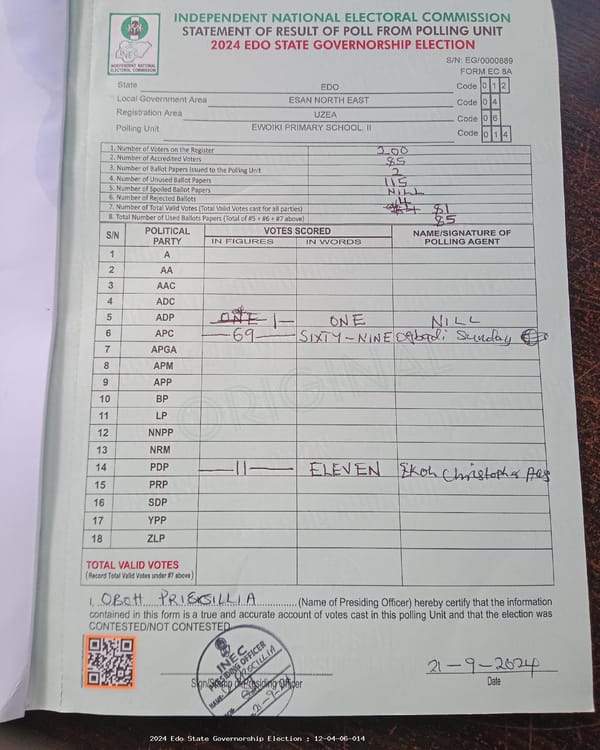 INDEPENDENT NATIONAL ELECTORAL COMMISSION
STATEMENT OF RESULT OF POLL FROM POLLING UNIT
2024 EDO STATE GOVERNORSHIP ELECTION
INEC
INDEPENDENT NATIONAL ELECTORAL COMMISSION
S/N: EG/0000889
FORM EC 8A
State EDO Code 0 1 2
Local Government Area ESAN NORTH EAST Code 0 4
Registration Area UZEA Code 0 6
Polling Unit EWOIKI PRIMARY SCHOOL II Code 0 1 4
1. Number of Voters on the Register 200
2. Number of Accredited Voters 85
3. Number of Ballot Papers Issued to the Polling Unit 2
4. Number of Unused Ballot Papers 115
5. Number of Spoiled Ballot Papers NILL
6. Number of Rejected Ballots 4
7. Number of Total Valid Votes (Total Valid Votes cast for all parties) 81
8. Total Number of Used Ballots Papers (Total of #5 + #6 + #7 above) 85
S/N POLITICAL PARTY VOTES SCORED NAME/SIGNATURE OF POLLING AGENT
IN FIGURES IN WORDS
1 A
2 AA
3 AAC
4 ADC
5 ADP ONE 1 ONE NILL
6 APC 69 SIXTY-NINE Ogbadi Sunday
7 APGA
8 APM
9 APP
10 BP
11 LP
12 NNPP
13 NRM
14 PDP 11 ELEVEN Ekoh Christopher
15 PRP
16 SDP
17 YPP
18 ZLP
ORIGINAL
TOTAL VALID VOTES
(Record Total Valid Votes under #7 above)
I, OBOH PRIEKSILLIA (Name of Presiding Officer) hereby certify that the information
contained in this form is a true and accurate account of votes cast in this polling Unit and that the election was
CONTESTED/NOT CONTESTED
INEC
PRESIDING OFFICER
Sign/Stamp of Presiding Officer
21-9-2024
Date
2024 Edo State Governorship Election : 12-04-06-014